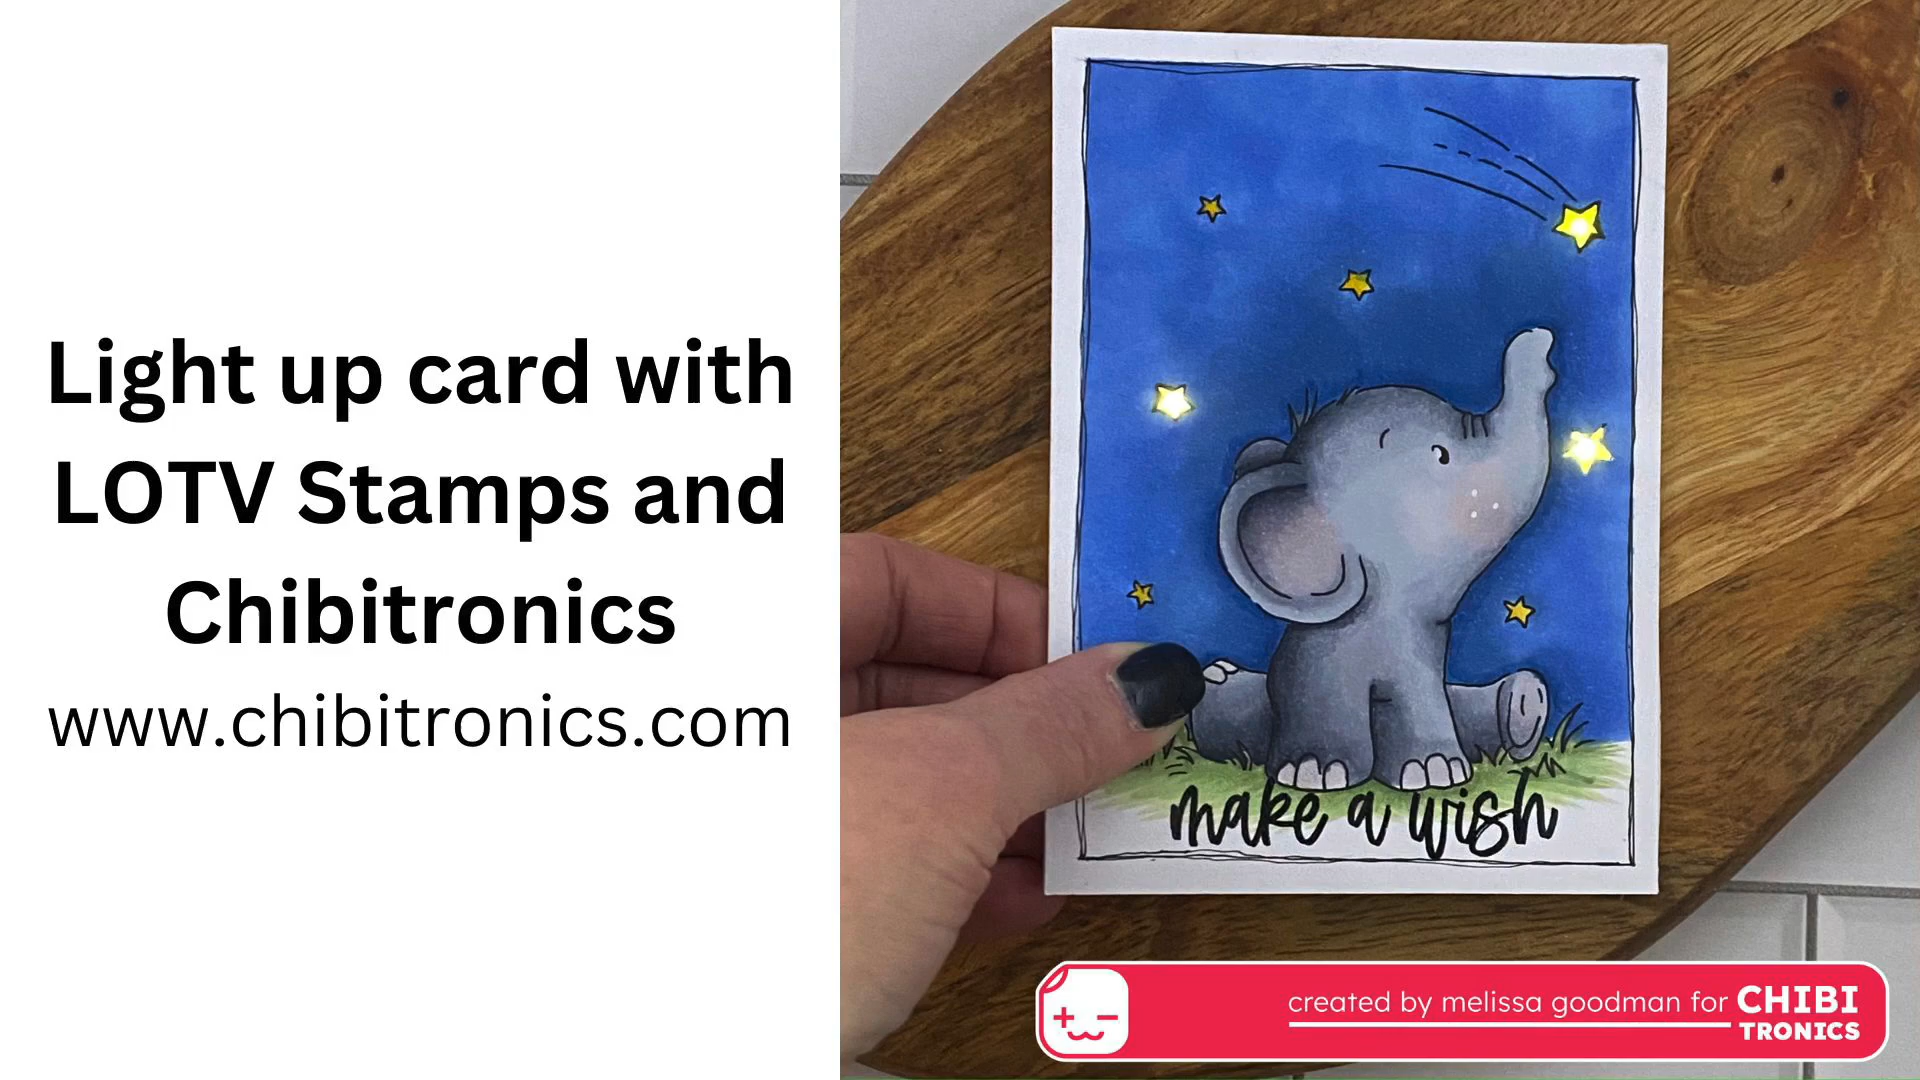 Light up card with
LOTV Stamps and
Chibitronics
www.chibitronics.com
make a wish
created by melissa goodman for CHIBI
TRONICS